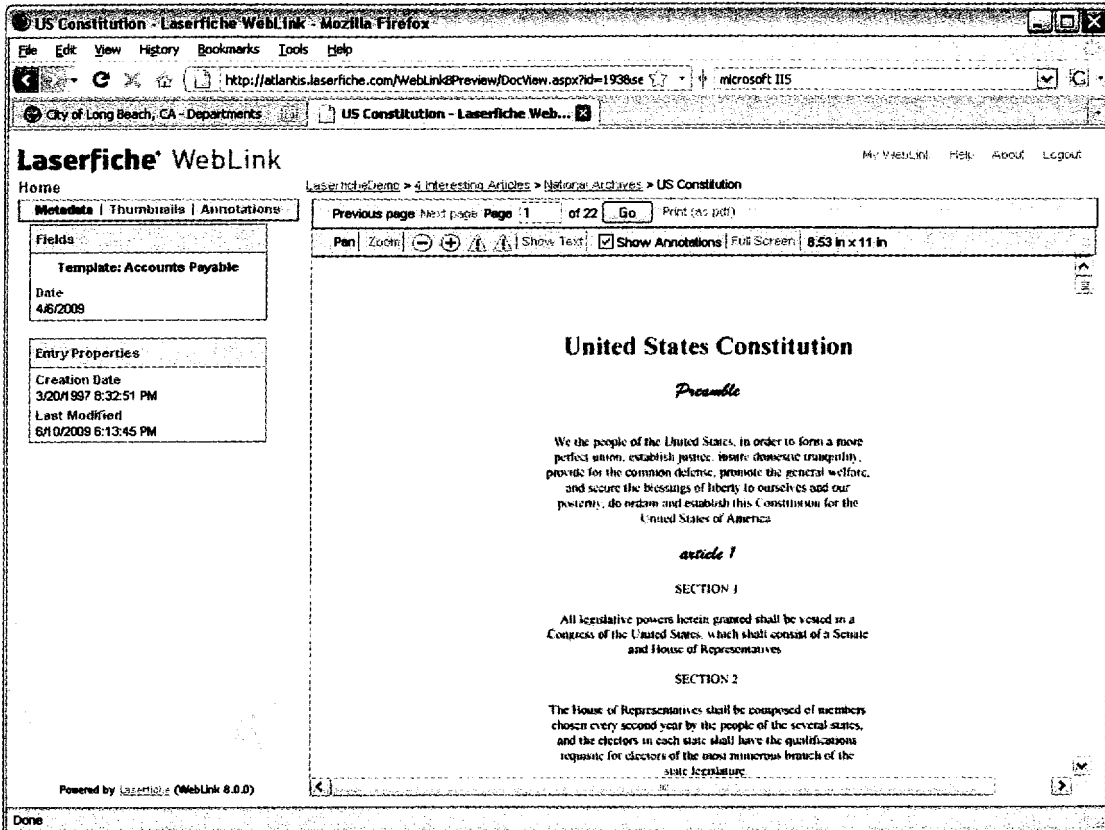 US Constitution - Laserfiche WebLink - Mozilla Firefox
File Edit View History Bookmarks Tools Help
http://atlantis.laserfiche.com/WebLink8Preview/DocView.aspx?id=193&se microsoft IIS
City of Long Beach, CA - Departments US Constitution - Laserfiche Web...
Laserfiche® WebLink
My WebLink Help About Logout
Home
LaserficheDemo > 4 Interesting Articles > National Archives > US Constitution
Metadata | Thumbnails | Annotations
Previous page Next page Page 1 of 22 Go Print (as pdf)
Pan Zoom Show Text Show Annotations Full Screen 8.53 in x 11 in
Fields
Template: Accounts Payable
Date
4/6/2009
Entry Properties
Creation Date
3/20/1997 8:32:51 PM
Last Modified
6/10/2009 6:13:45 PM
United States Constitution
Preamble
We the people of the United States, in order to form a more
perfect union, establish justice, insure domestic tranquility,
provide for the common defense, promote the general welfare,
and secure the blessings of liberty to ourselves and our
posterity, do ordain and establish this Constitution for the
United States of America
article 1
SECTION 1
All legislative powers herein granted shall be vested in a
Congress of the United States, which shall consist of a Senate
and House of Representatives
SECTION 2
The House of Representatives shall be composed of members
chosen every second year by the people of the several states,
and the electors in each state shall have the qualifications
requisite for electors of the most numerous branch of the
state legislature
Powered by Laserfiche (WebLink 8.0.0)
Done